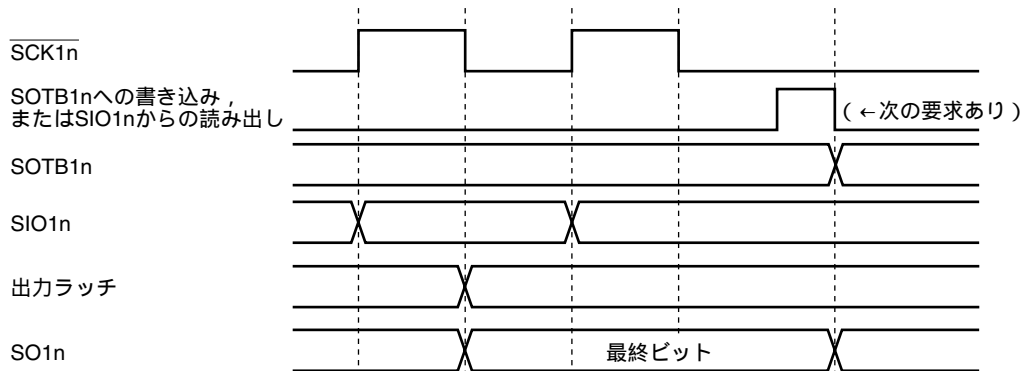 SCK1n
SOTB1nへの書き込み，
またはSIO1nからの読み出し
（←次の要求あり）
SOTB1n
SIO1n
出力ラッチ
SO1n
最終ビット